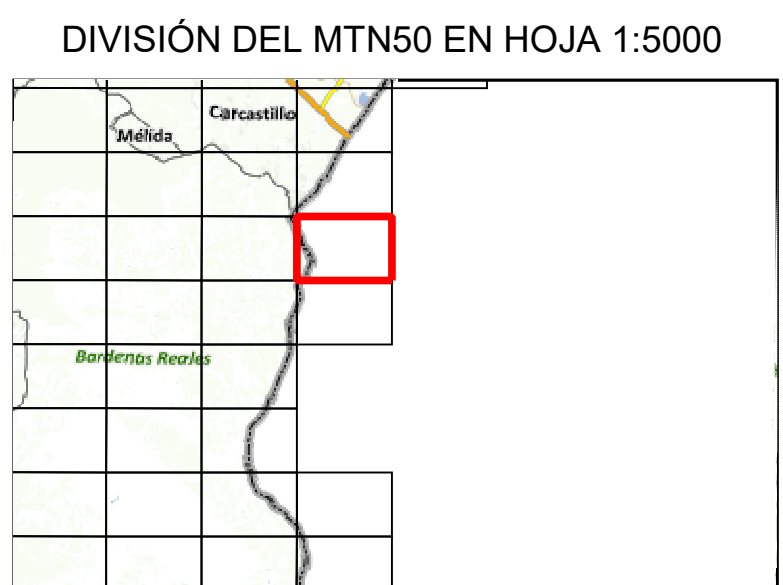 DIVISIÓN DEL MTN50 EN HOJA 1:5000
Carcastillo
Mélida
Bardenas Reales